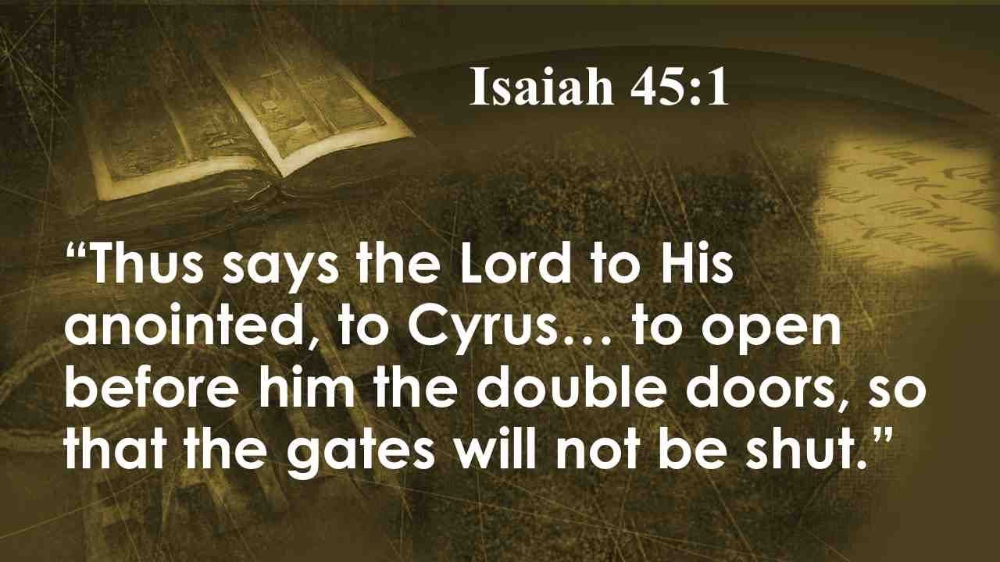 Isaiah 45:1
“Thus says the Lord to His
anointed, to Cyrus… to open
before him the double doors, so
that the gates will not be shut.”